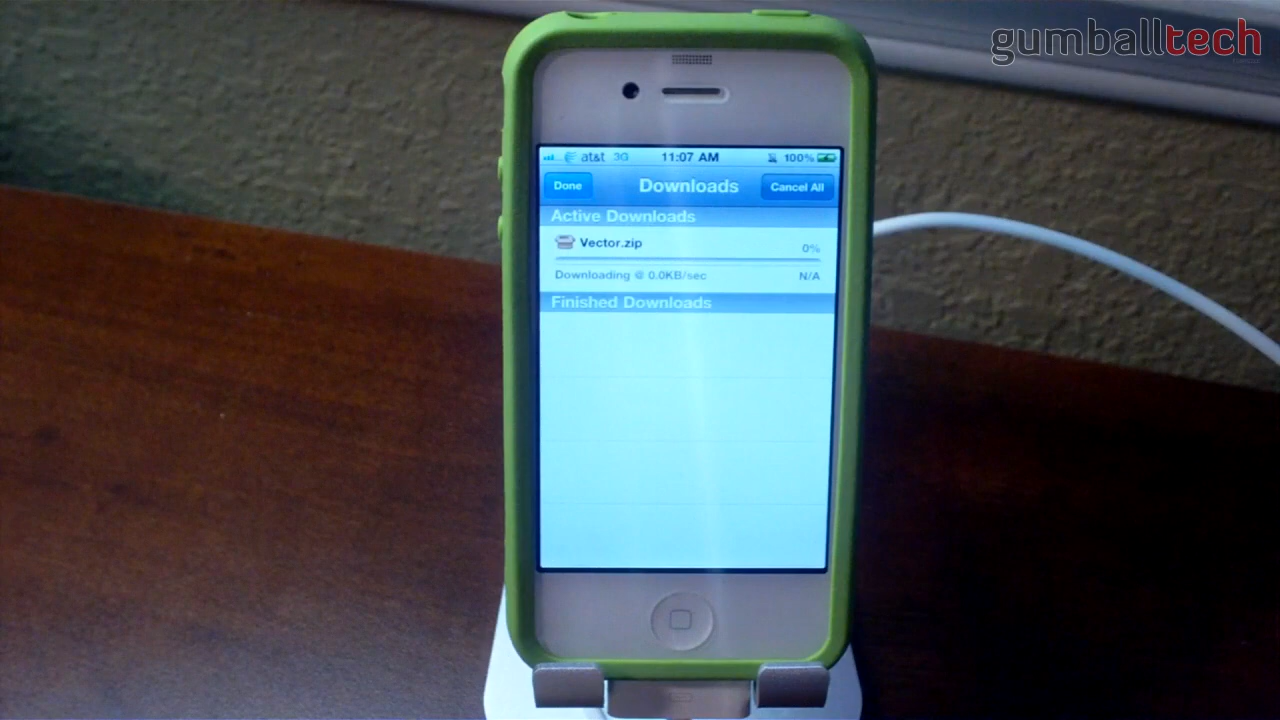 gumballtech
at&t 3G 11:07 AM 100%
Done Downloads Cancel All
Active Downloads
Vector.zip 0%
Downloading @ 0.0KB/sec N/A
Finished Downloads